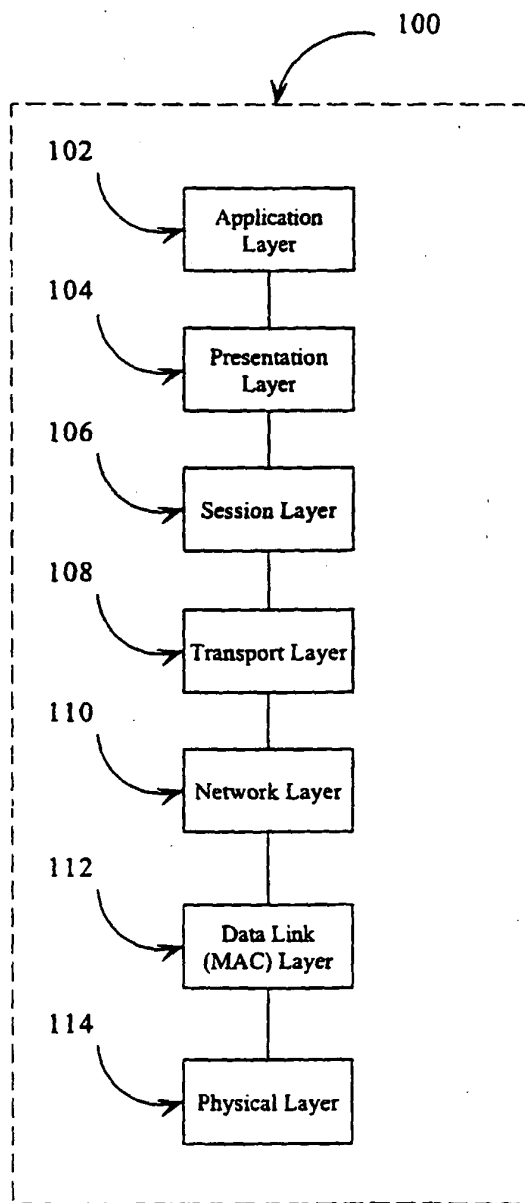 100
102
Application
Layer
104
Presentation
Layer
106
Session Layer
108
Transport Layer
110
Network Layer
112
Data Link
(MAC) Layer
114
Physical Layer